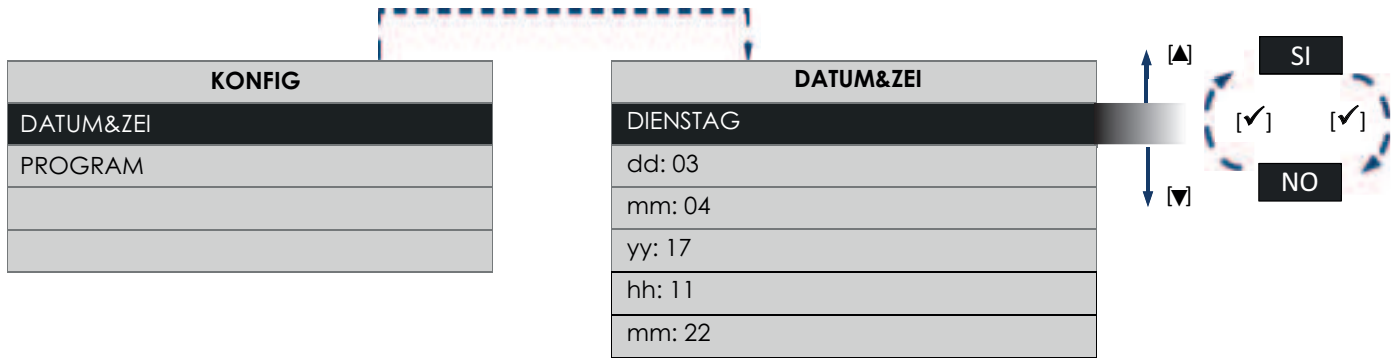 KONFIG
DATUM&ZEI
PROGRAM
DATUM&ZEI
DIENSTAG
dd: 03
mm: 04
yy: 17
hh: 11
mm: 22
[▲]
[▼]
SI
[✓] [✓]
NO